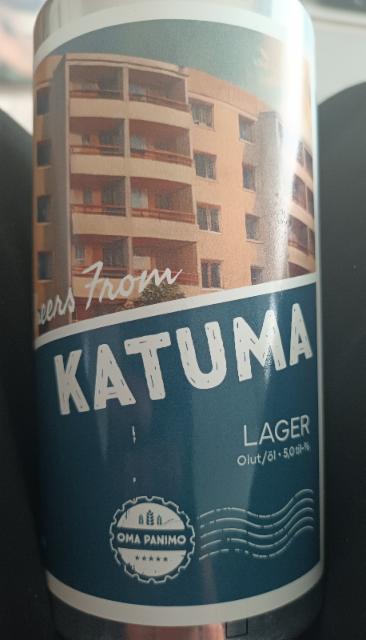 eers From
KATUMA
LAGER
Olut/öl • 5,0 til-%
OMA PANIMO